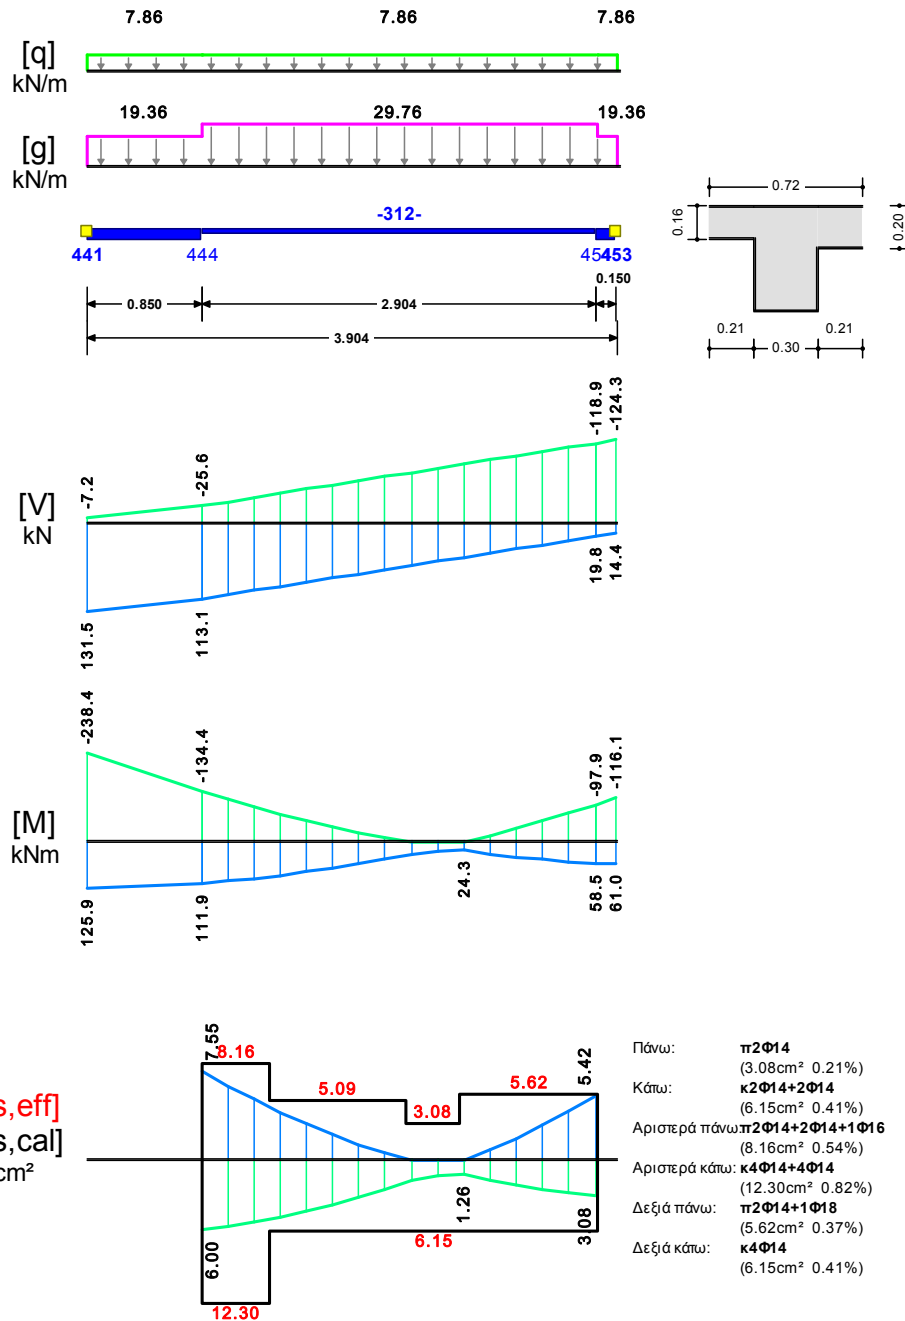 7.86 7.86 7.86
[q]
kN/m
19.36 29.76 19.36
[g]
kN/m
-312-
441 444 453
0.850 2.904 0.150
3.904
0.72
0.16 0.20
0.21 0.30 0.21
[V]
kN
-7.2 -25.6 -118.9 -124.3
131.5 113.1 19.8 14.4
[M]
kNm
-238.4 -134.4 -97.9 -116.1
125.9 111.9 24.3 58.5 61.0
s,eff]
s,cal]
cm²
7.55 8.16 5.09 3.08 5.62 5.42
6.00 12.30 1.26 6.15 3.08
Πάνω: π2Φ14
(3.08cm² 0.21%)
Κάτω: κ2Φ14+2Φ14
(6.15cm² 0.41%)
Αριστερά πάνω: π2Φ14+2Φ14+1Φ16
(8.16cm² 0.54%)
Αριστερά κάτω: κ4Φ14+4Φ14
(12.30cm² 0.82%)
Δεξιά πάνω: π2Φ14+1Φ18
(5.62cm² 0.37%)
Δεξιά κάτω: κ4Φ14
(6.15cm² 0.41%)